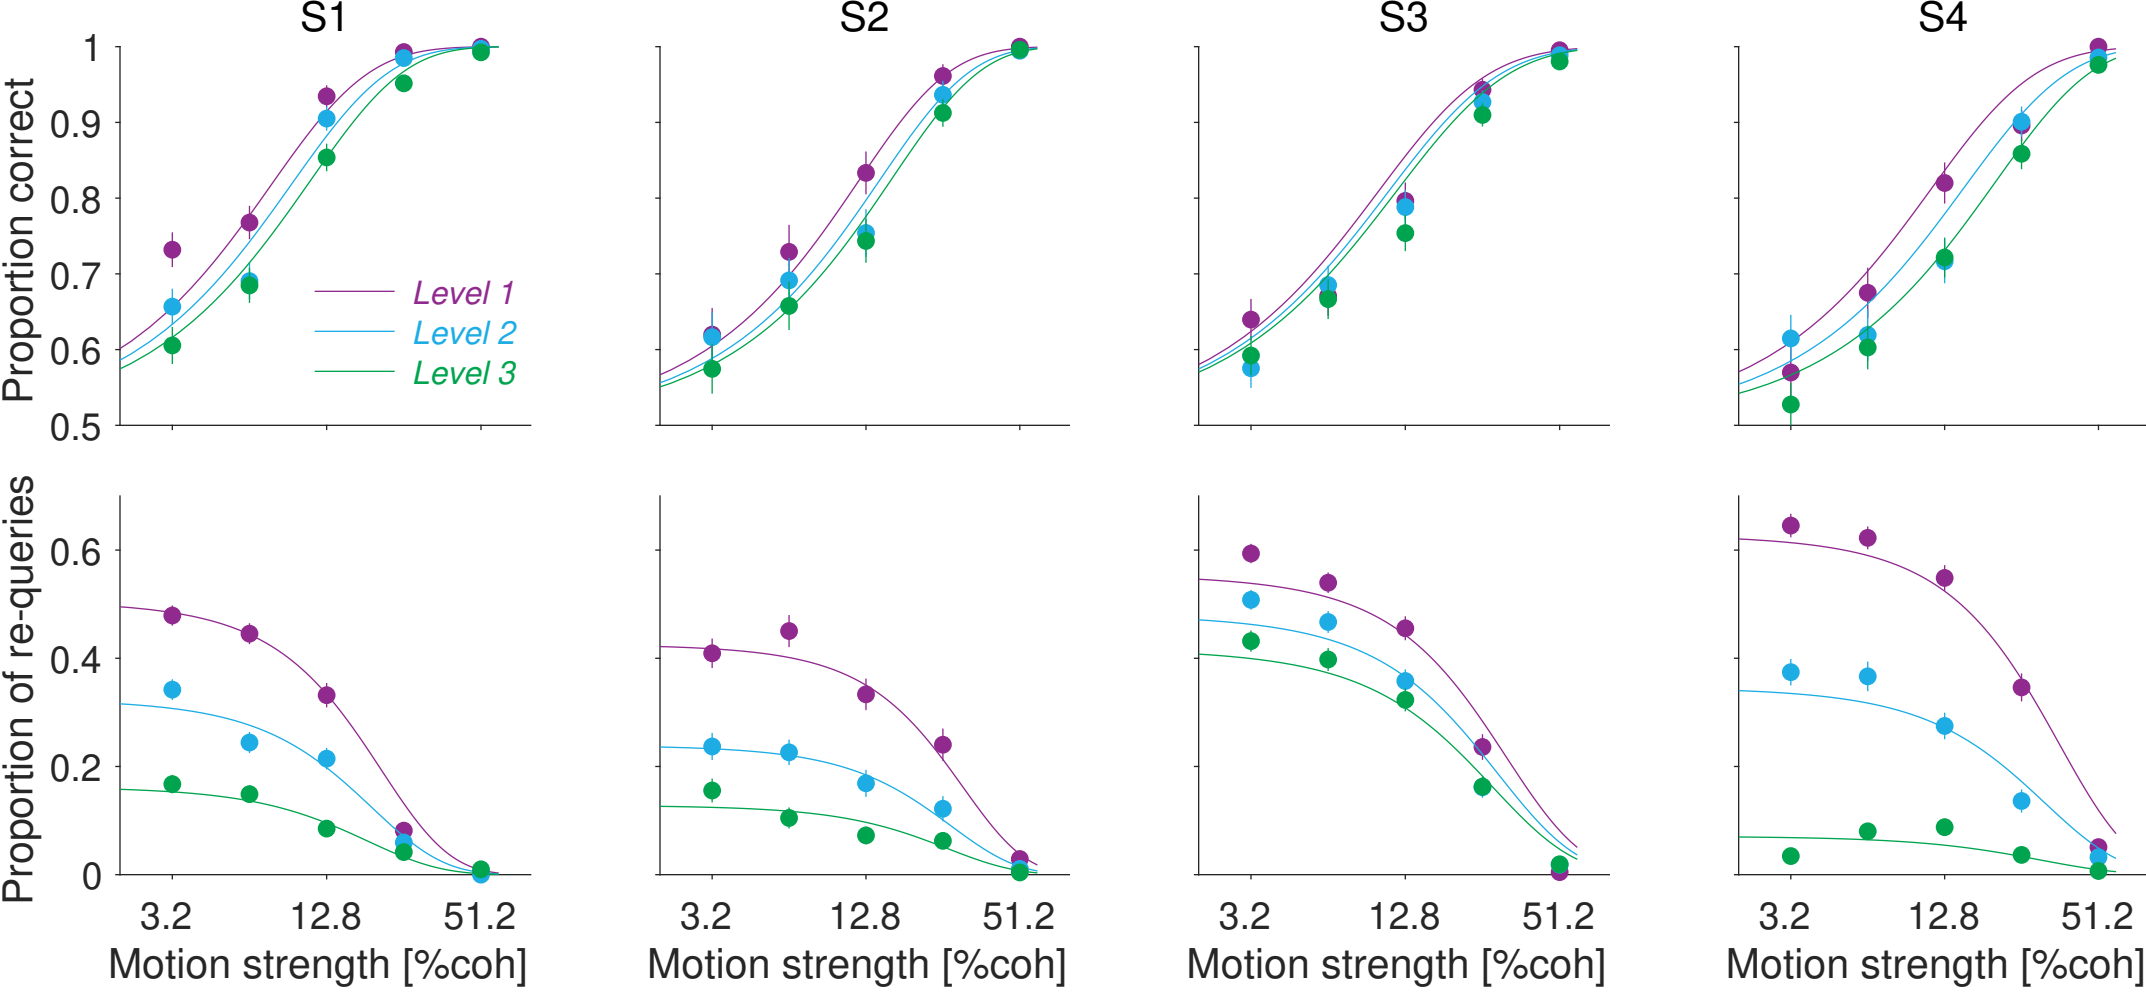 S1 S2 S3 S4
Proportion correct
1
0.9
0.8
0.7
0.6
0.5
Level 1
Level 2
Level 3
Proportion of re-queries
0.6
0.4
0.2
0
3.2 12.8 51.2 3.2 12.8 51.2 3.2 12.8 51.2 3.2 12.8 51.2
Motion strength [%coh] Motion strength [%coh] Motion strength [%coh] Motion strength [%coh]